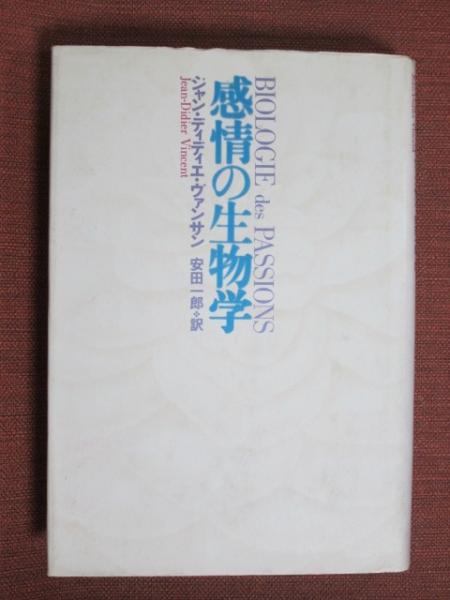 BIOLOGIE des PASSIONS
感情の生物学
ジャン・ディディエ・ヴァンサン
Jean-Didier Vincent
安田一郎・訳